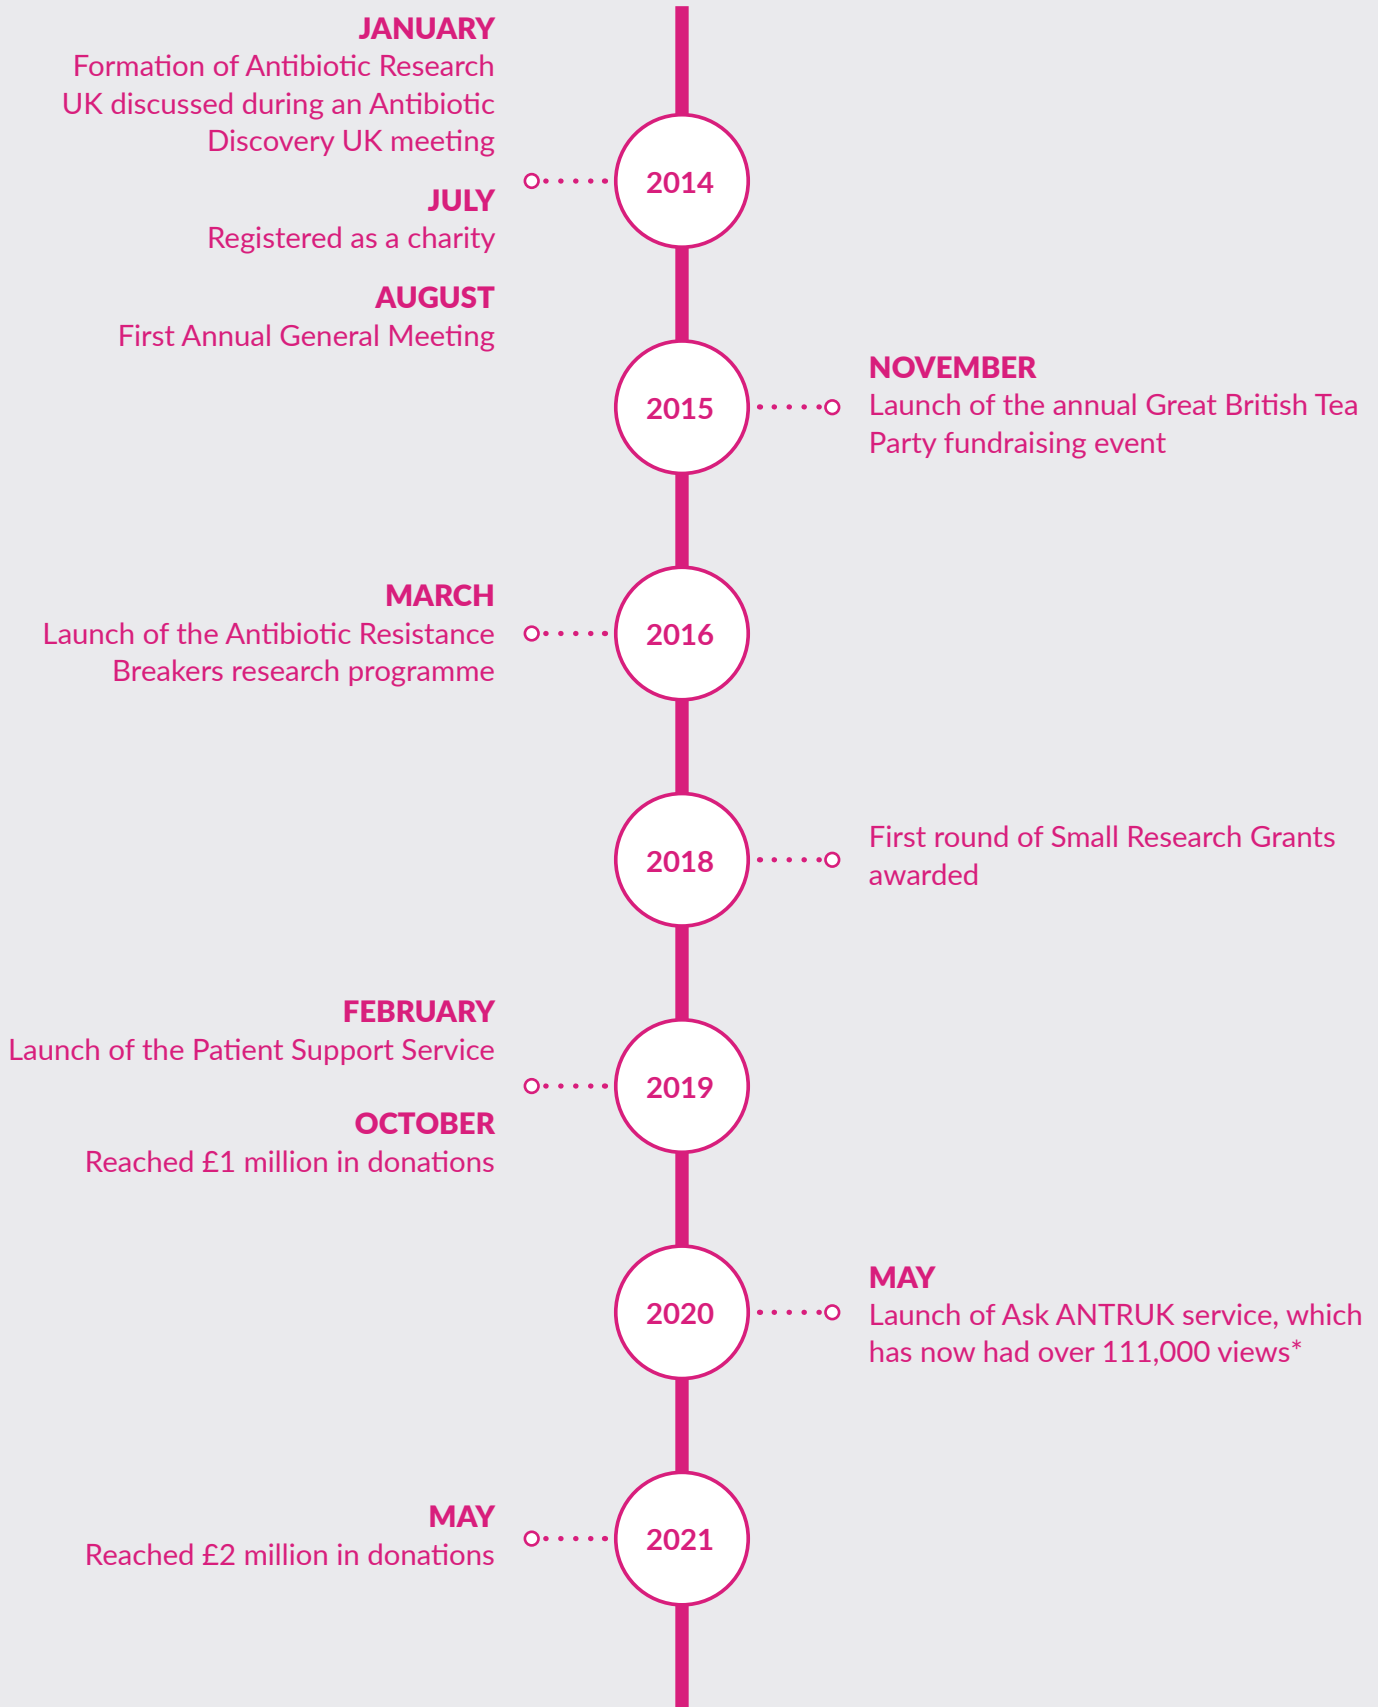 JANUARY
Formation of Antibiotic Research
UK discussed during an Antibiotic
Discovery UK meeting
2014
JULY
Registered as a charity
AUGUST
First Annual General Meeting
2015
NOVEMBER
Launch of the annual Great British Tea
Party fundraising event
MARCH
Launch of the Antibiotic Resistance
Breakers research programme
2016
2018
First round of Small Research Grants
awarded
FEBRUARY
Launch of the Patient Support Service
2019
OCTOBER
Reached £1 million in donations
2020
MAY
Launch of Ask ANTRUK service, which
has now had over 111,000 views*
MAY
Reached £2 million in donations
2021